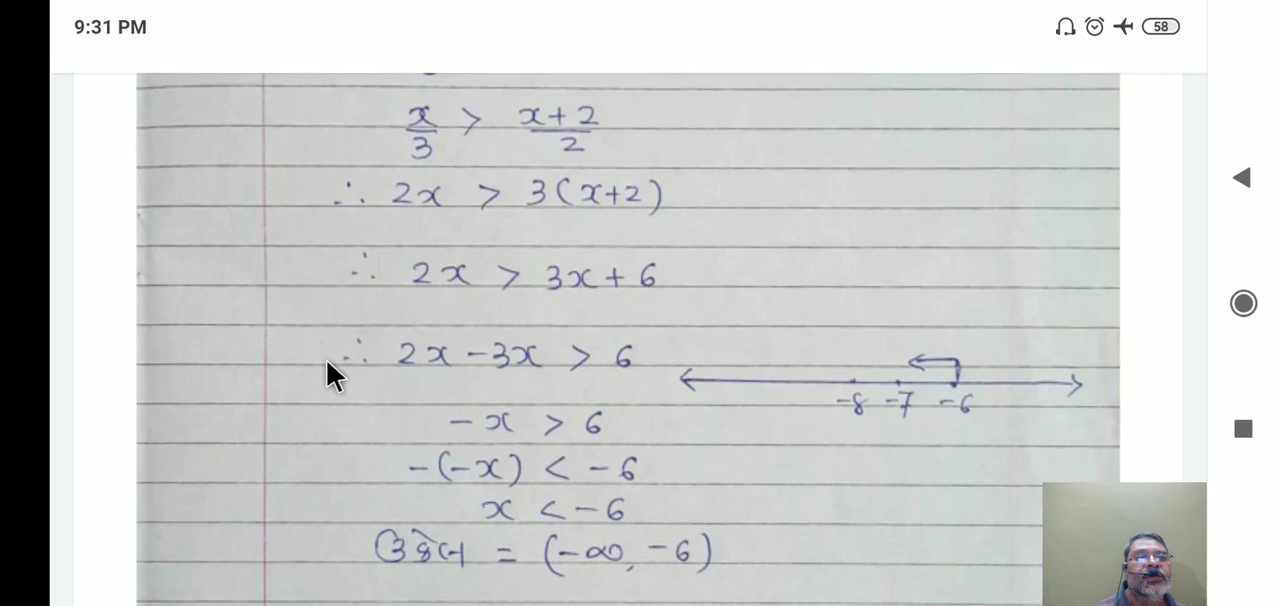 9:31 PM
58
x/3 > x+2/2
∴ 2x > 3(x+2)
∴ 2x > 3x + 6
∴ 2x - 3x > 6
-8 -7 -6
- x > 6
-(-x) < - 6
x < - 6
= (-∞, -6)